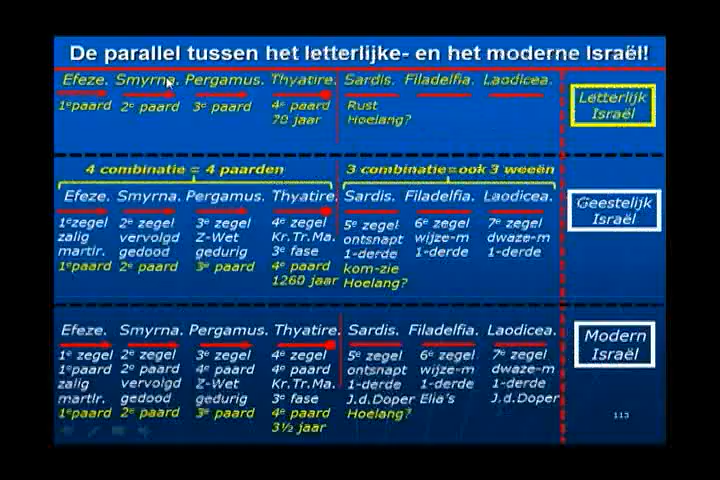 De parallel tussen het letterlijke- en het moderne Israël!
Efeze. Smyrna. Pergamus. Thyatire. Sardis. Filadelfia. Laodicea.
1e paard 2e paard 3e paard 4e paard Rust
70 jaar Hoelang?
Letterlijk
Israël
4 combinatie = 4 paarden 3 combinatie=ook 3 weeën
Efeze. Smyrna. Pergamus. Thyatire. Sardis. Filadelfia. Laodicea.
1e zegel 2e zegel 3e zegel 4e zegel 5e zegel 6e zegel 7e zegel
zalig vervolgd Z-Wet Kr.Tr.Ma. ontsnapt wijze-m dwaze-m
martlr. gedood gedurig 3e fase 1-derde 1-derde 1-derde
1e paard 2e paard 3e paard 4e paard kom-zie
1260 jaar Hoelang?
Geestelijk
Israël
Efeze. Smyrna. Pergamus. Thyatire. Sardis. Filadelfia. Laodicea.
1e zegel 2e zegel 3e zegel 4e zegel 5e zegel 6e zegel 7e zegel
1e paard 2e paard 4e paard 4e paard ontsnapt wijze-m dwaze-m
zalig vervolgd Z-Wet Kr.Tr.Ma. 1-derde 1-derde 1-derde
martlr. gedood gedurig 3e fase J.d.Doper Elia's J.d.Doper
1e paard 2e paard 3e paard 4e paard Hoelang?
3½ jaar
Modern
Israël
113